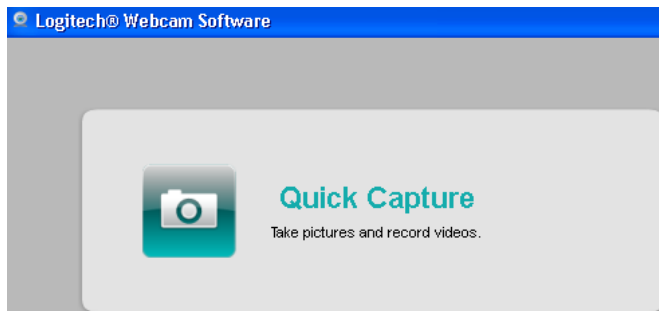 Logitech® Webcam Software
Quick Capture
Take pictures and record videos.